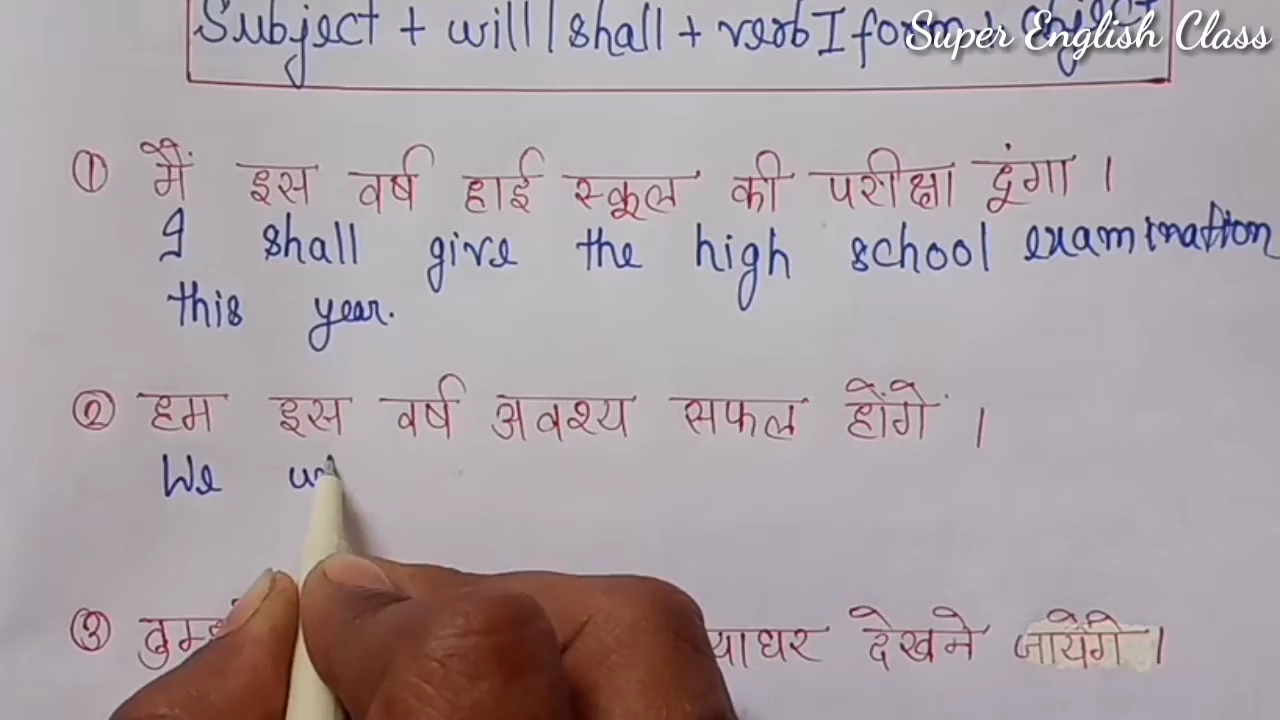 Subject + will / shall + verb I form + object
Super English Class
① मैं इस वर्ष हाई स्कूल की परीक्षा दूंगा ।
I shall give the high school examination
this year.
② हम इस वर्ष अवश्य सफल होंगे ।
We
③ देखने जायेंगे ।